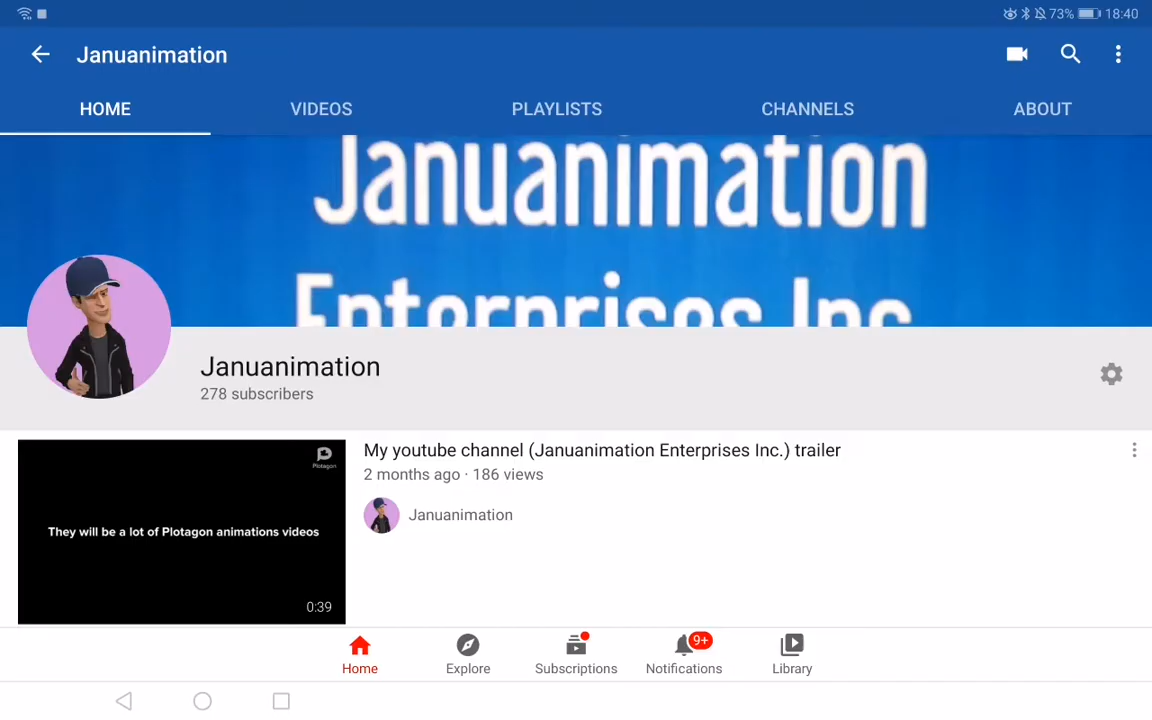 73% 18:40
Januanimation
HOME VIDEOS PLAYLISTS CHANNELS ABOUT
Januanimation
Enterprises Inc.
Januanimation
278 subscribers
Plotagon
They will be a lot of Plotagon animations videos
0:39
My youtube channel (Januanimation Enterprises Inc.) trailer
2 months ago · 186 views
Januanimation
9+
Home Explore Subscriptions Notifications Library